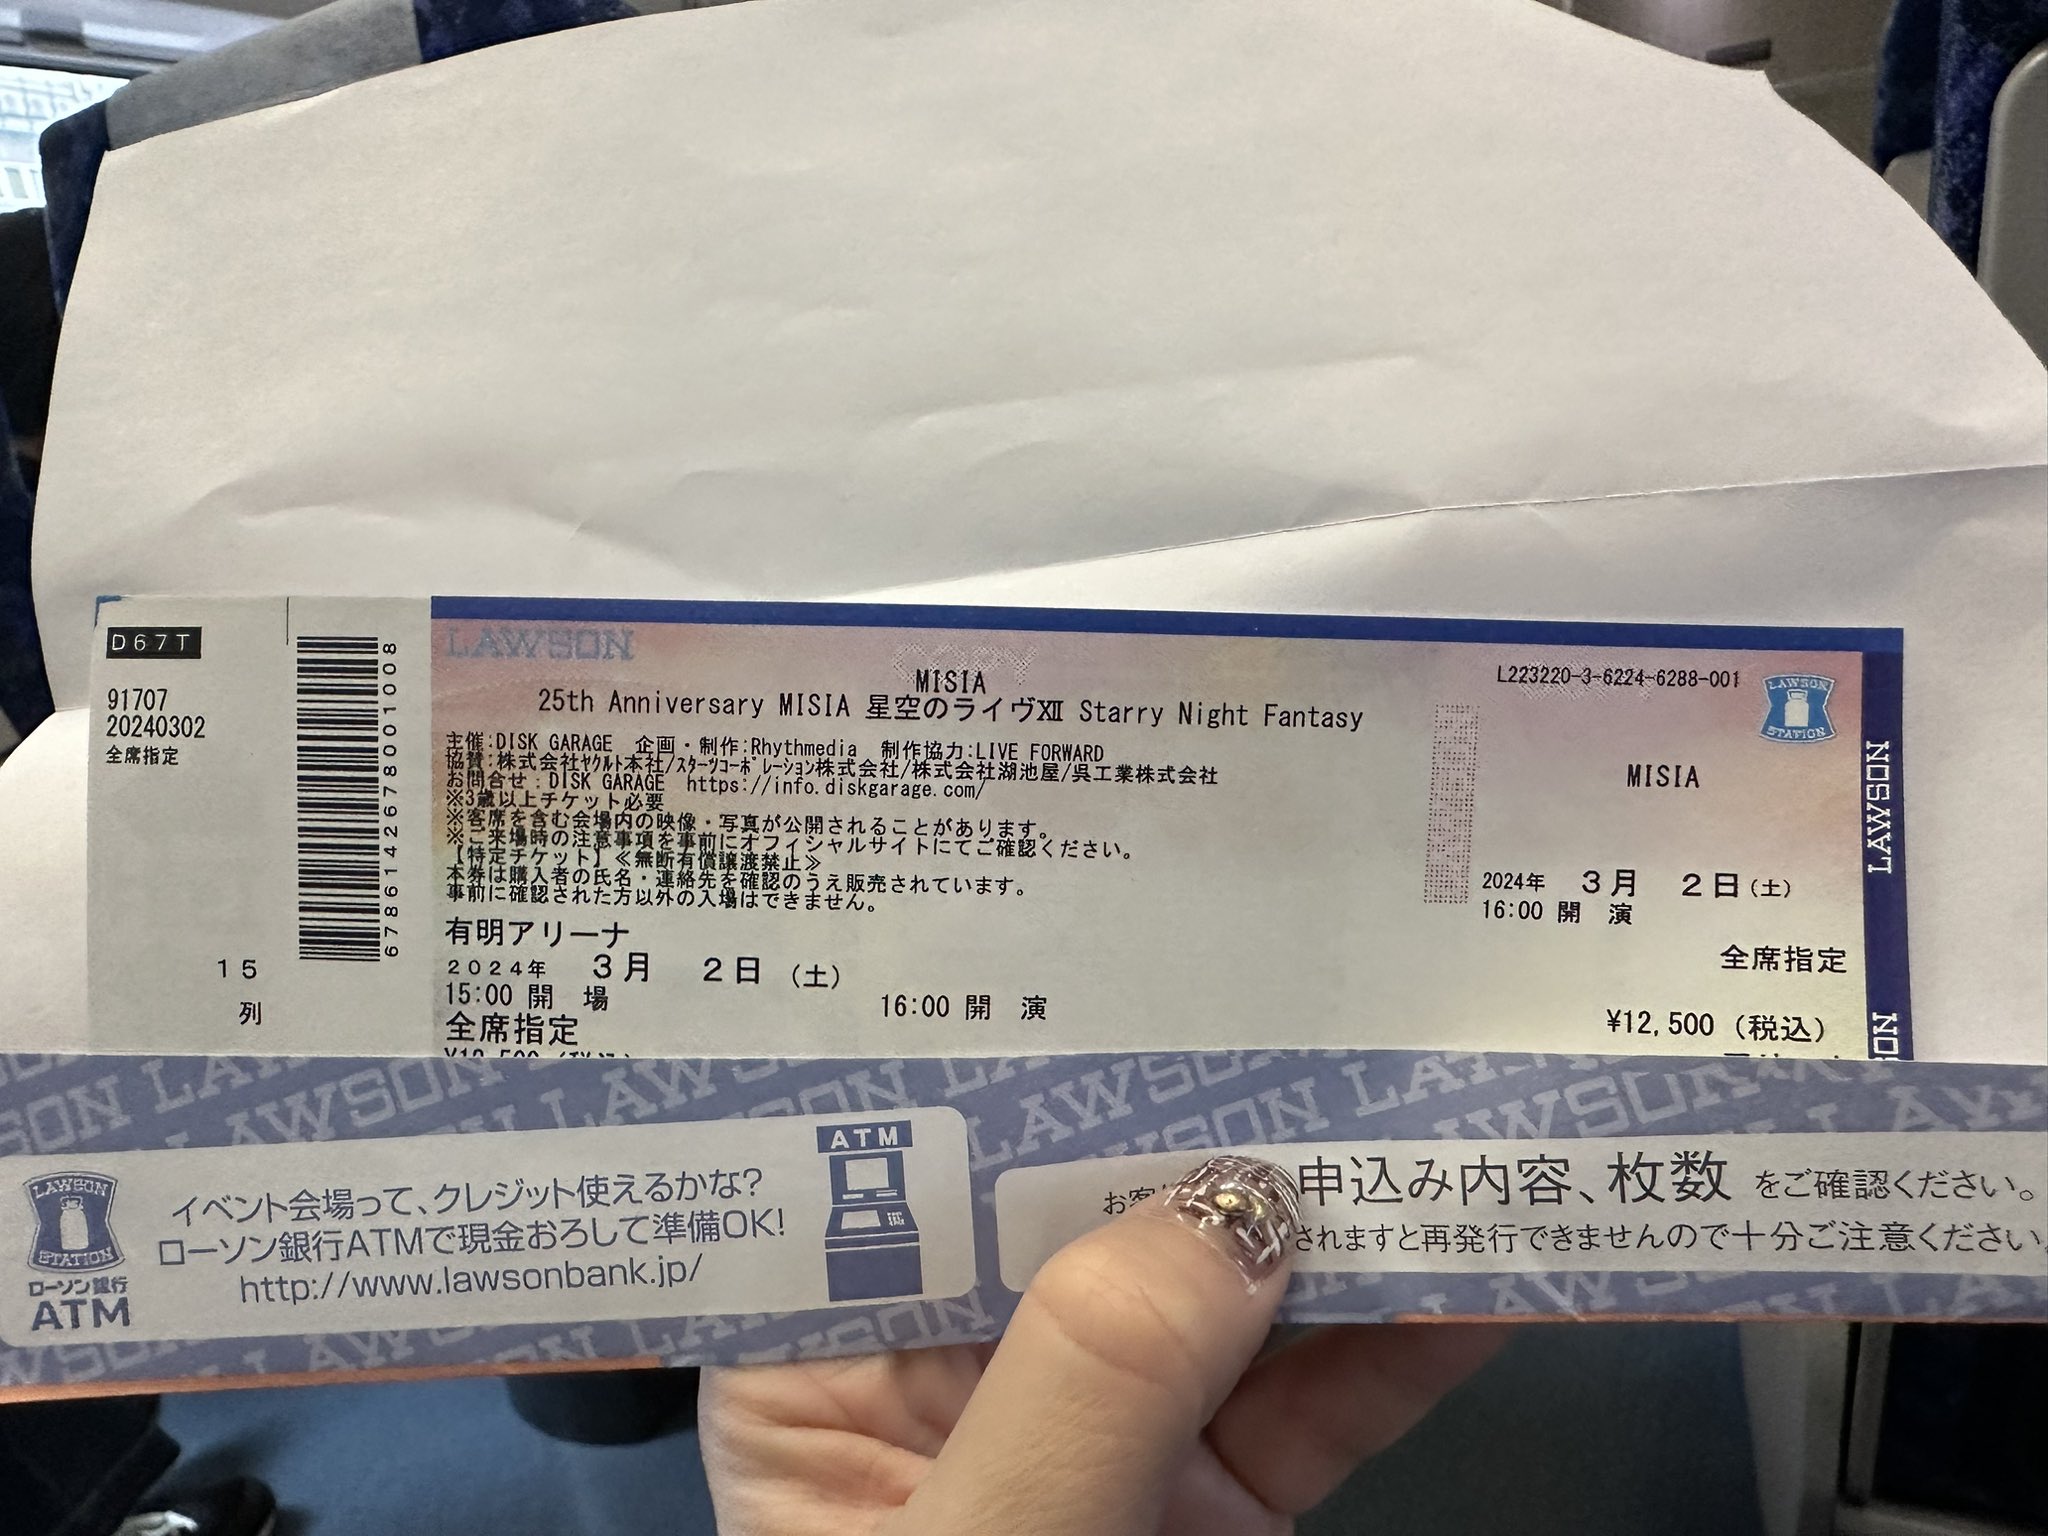 D67T
91707
20240302
全席指定
15
列
6786142678001008
LAWSON
COPY
MISIA
25th Anniversary MISIA 星空のライヴⅫ Starry Night Fantasy
主催:DISK GARAGE 企画・制作:Rhythmedia 制作協力:LIVE FORWARD
協賛:株式会社ﾔｸﾙﾄ本社/ｽﾀｰﾂｺｰﾎﾟﾚｰｼｮﾝ株式会社/株式会社湖池屋/呉工業株式会社
お問合せ:DISK GARAGE https://info.diskgarage.com/
※3歳以上チケット必要
※客席を含む会場内の映像・写真が公開されることがあります。
※ご来場時の注意事項を事前にオフィシャルサイトにてご確認ください。
【特定チケット】≪無断有償譲渡禁止≫
本券は購入者の氏名・連絡先を確認のうえ販売されています。
事前に確認された方以外の入場はできません。
有明アリーナ
2024年 3月 2日 (土)
15:00 開 場 16:00 開 演
全席指定
¥12,500 (税込)
L223220-3-6224-6288-001
LAWSON
STATION
MISIA
2024年 3月 2日(土)
16:00 開 演
全席指定
¥12,500 (税込)
LAWSON
SON
LAWSON
STATION
ローソン銀行
ATM
イベント会場って、クレジット使えるかな?
ローソン銀行ATMで現金おろして準備OK!
http://www.lawsonbank.jp/
ATM
お客
申込み内容、枚数 をご確認ください。
されますと再発行できませんので十分ご注意ください